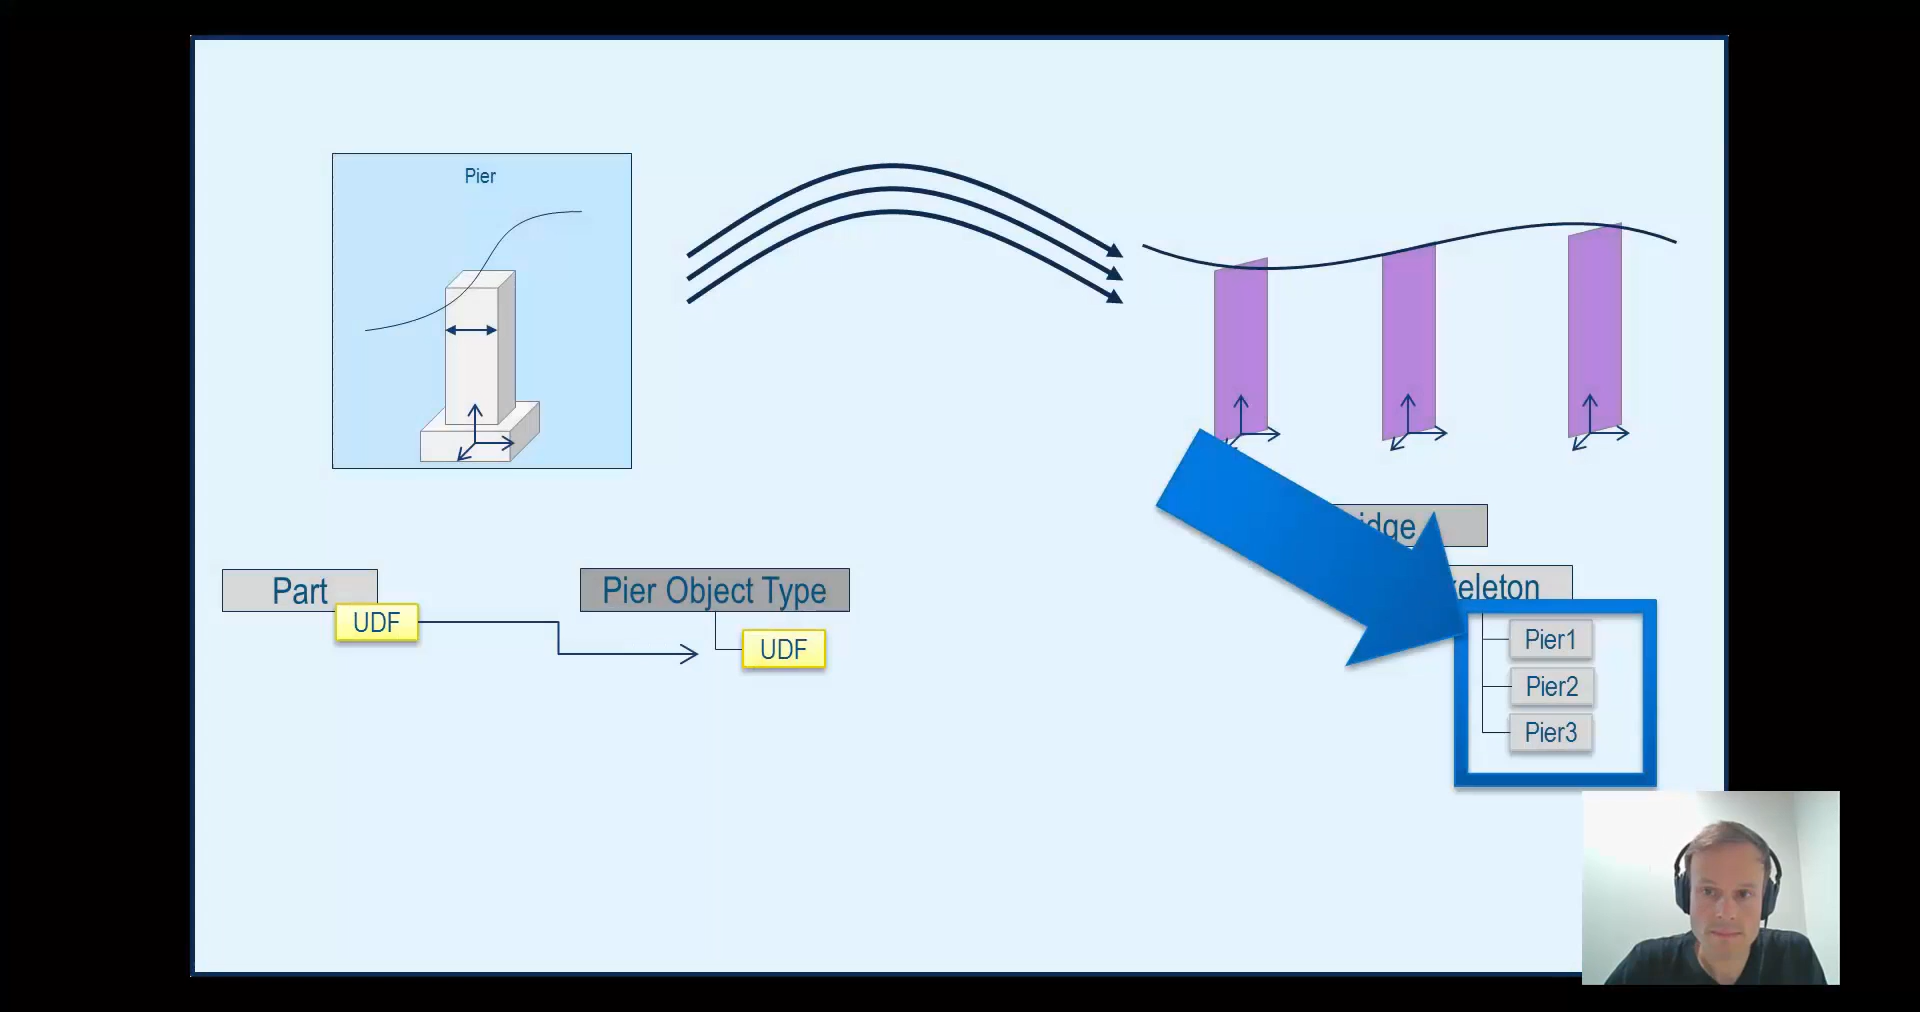 Pier
Part
UDF
Pier Object Type
UDF
idge
eleton
Pier1
Pier2
Pier3